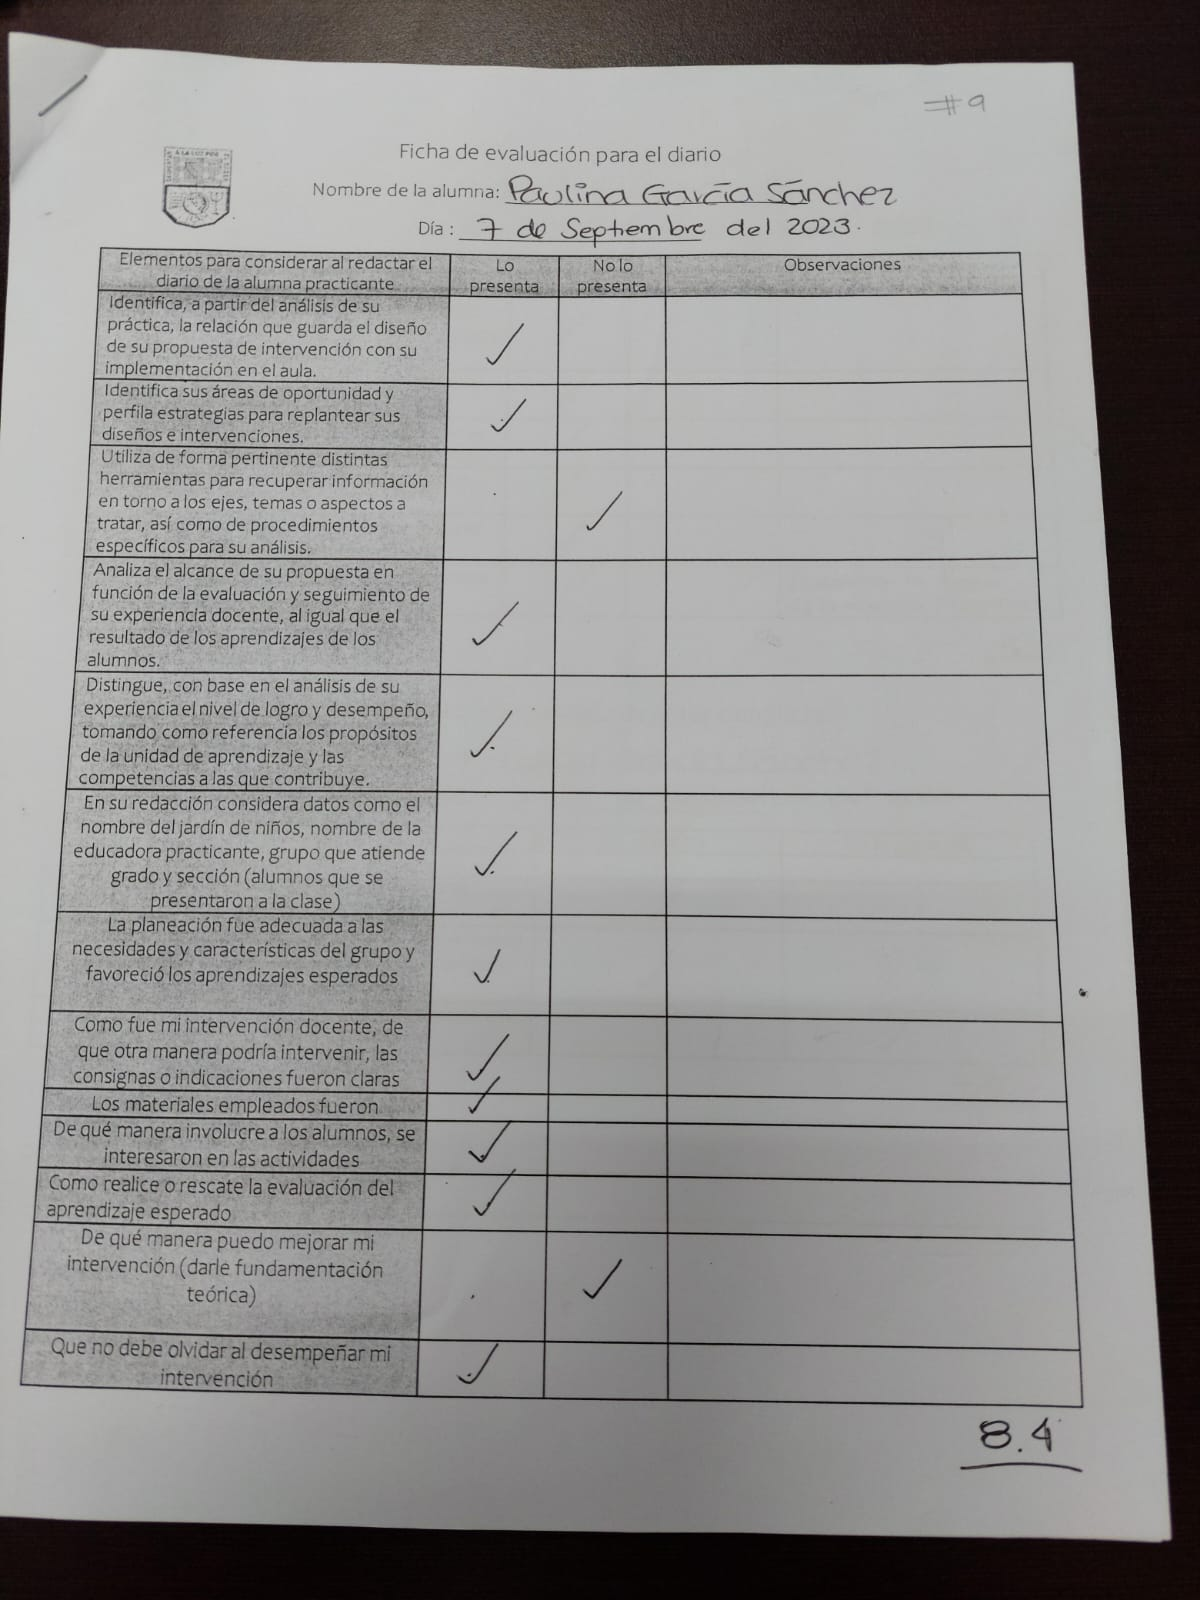 #9
Ficha de evaluación para el diario
Nombre de la alumna: Paulina García Sánchez
Día : 7 de Septiembre del 2023.
Elementos para considerar al redactar el
diario de la alumna practicante
Lo
presenta
No lo
presenta
Observaciones
Identifica, a partir del análisis de su
práctica, la relación que guarda el diseño
de su propuesta de intervención con su
implementación en el aula.
✓
Identifica sus áreas de oportunidad y
perfila estrategias para replantear sus
diseños e intervenciones.
✓
Utiliza de forma pertinente distintas
herramientas para recuperar información
en torno a los ejes, temas o aspectos a
tratar, así como de procedimientos
específicos para su análisis.
✓
Analiza el alcance de su propuesta en
función de la evaluación y seguimiento de
su experiencia docente, al igual que el
resultado de los aprendizajes de los
alumnos.
✓
Distingue, con base en el análisis de su
experiencia el nivel de logro y desempeño,
tomando como referencia los propósitos
de la unidad de aprendizaje y las
competencias a las que contribuye.
✓
En su redacción considera datos como el
nombre del jardín de niños, nombre de la
educadora practicante, grupo que atiende
grado y sección (alumnos que se
presentaron a la clase)
✓
La planeación fue adecuada a las
necesidades y características del grupo y
favoreció los aprendizajes esperados
✓
Como fue mi intervención docente, de
que otra manera podría intervenir, las
consignas o indicaciones fueron claras
✓
Los materiales empleados fueron
✓
De qué manera involucre a los alumnos, se
interesaron en las actividades
✓
Como realice o rescate la evaluación del
aprendizaje esperado
✓
De qué manera puedo mejorar mi
intervención (darle fundamentación
teórica)
✓
Que no debe olvidar al desempeñar mi
intervención
✓
8.4